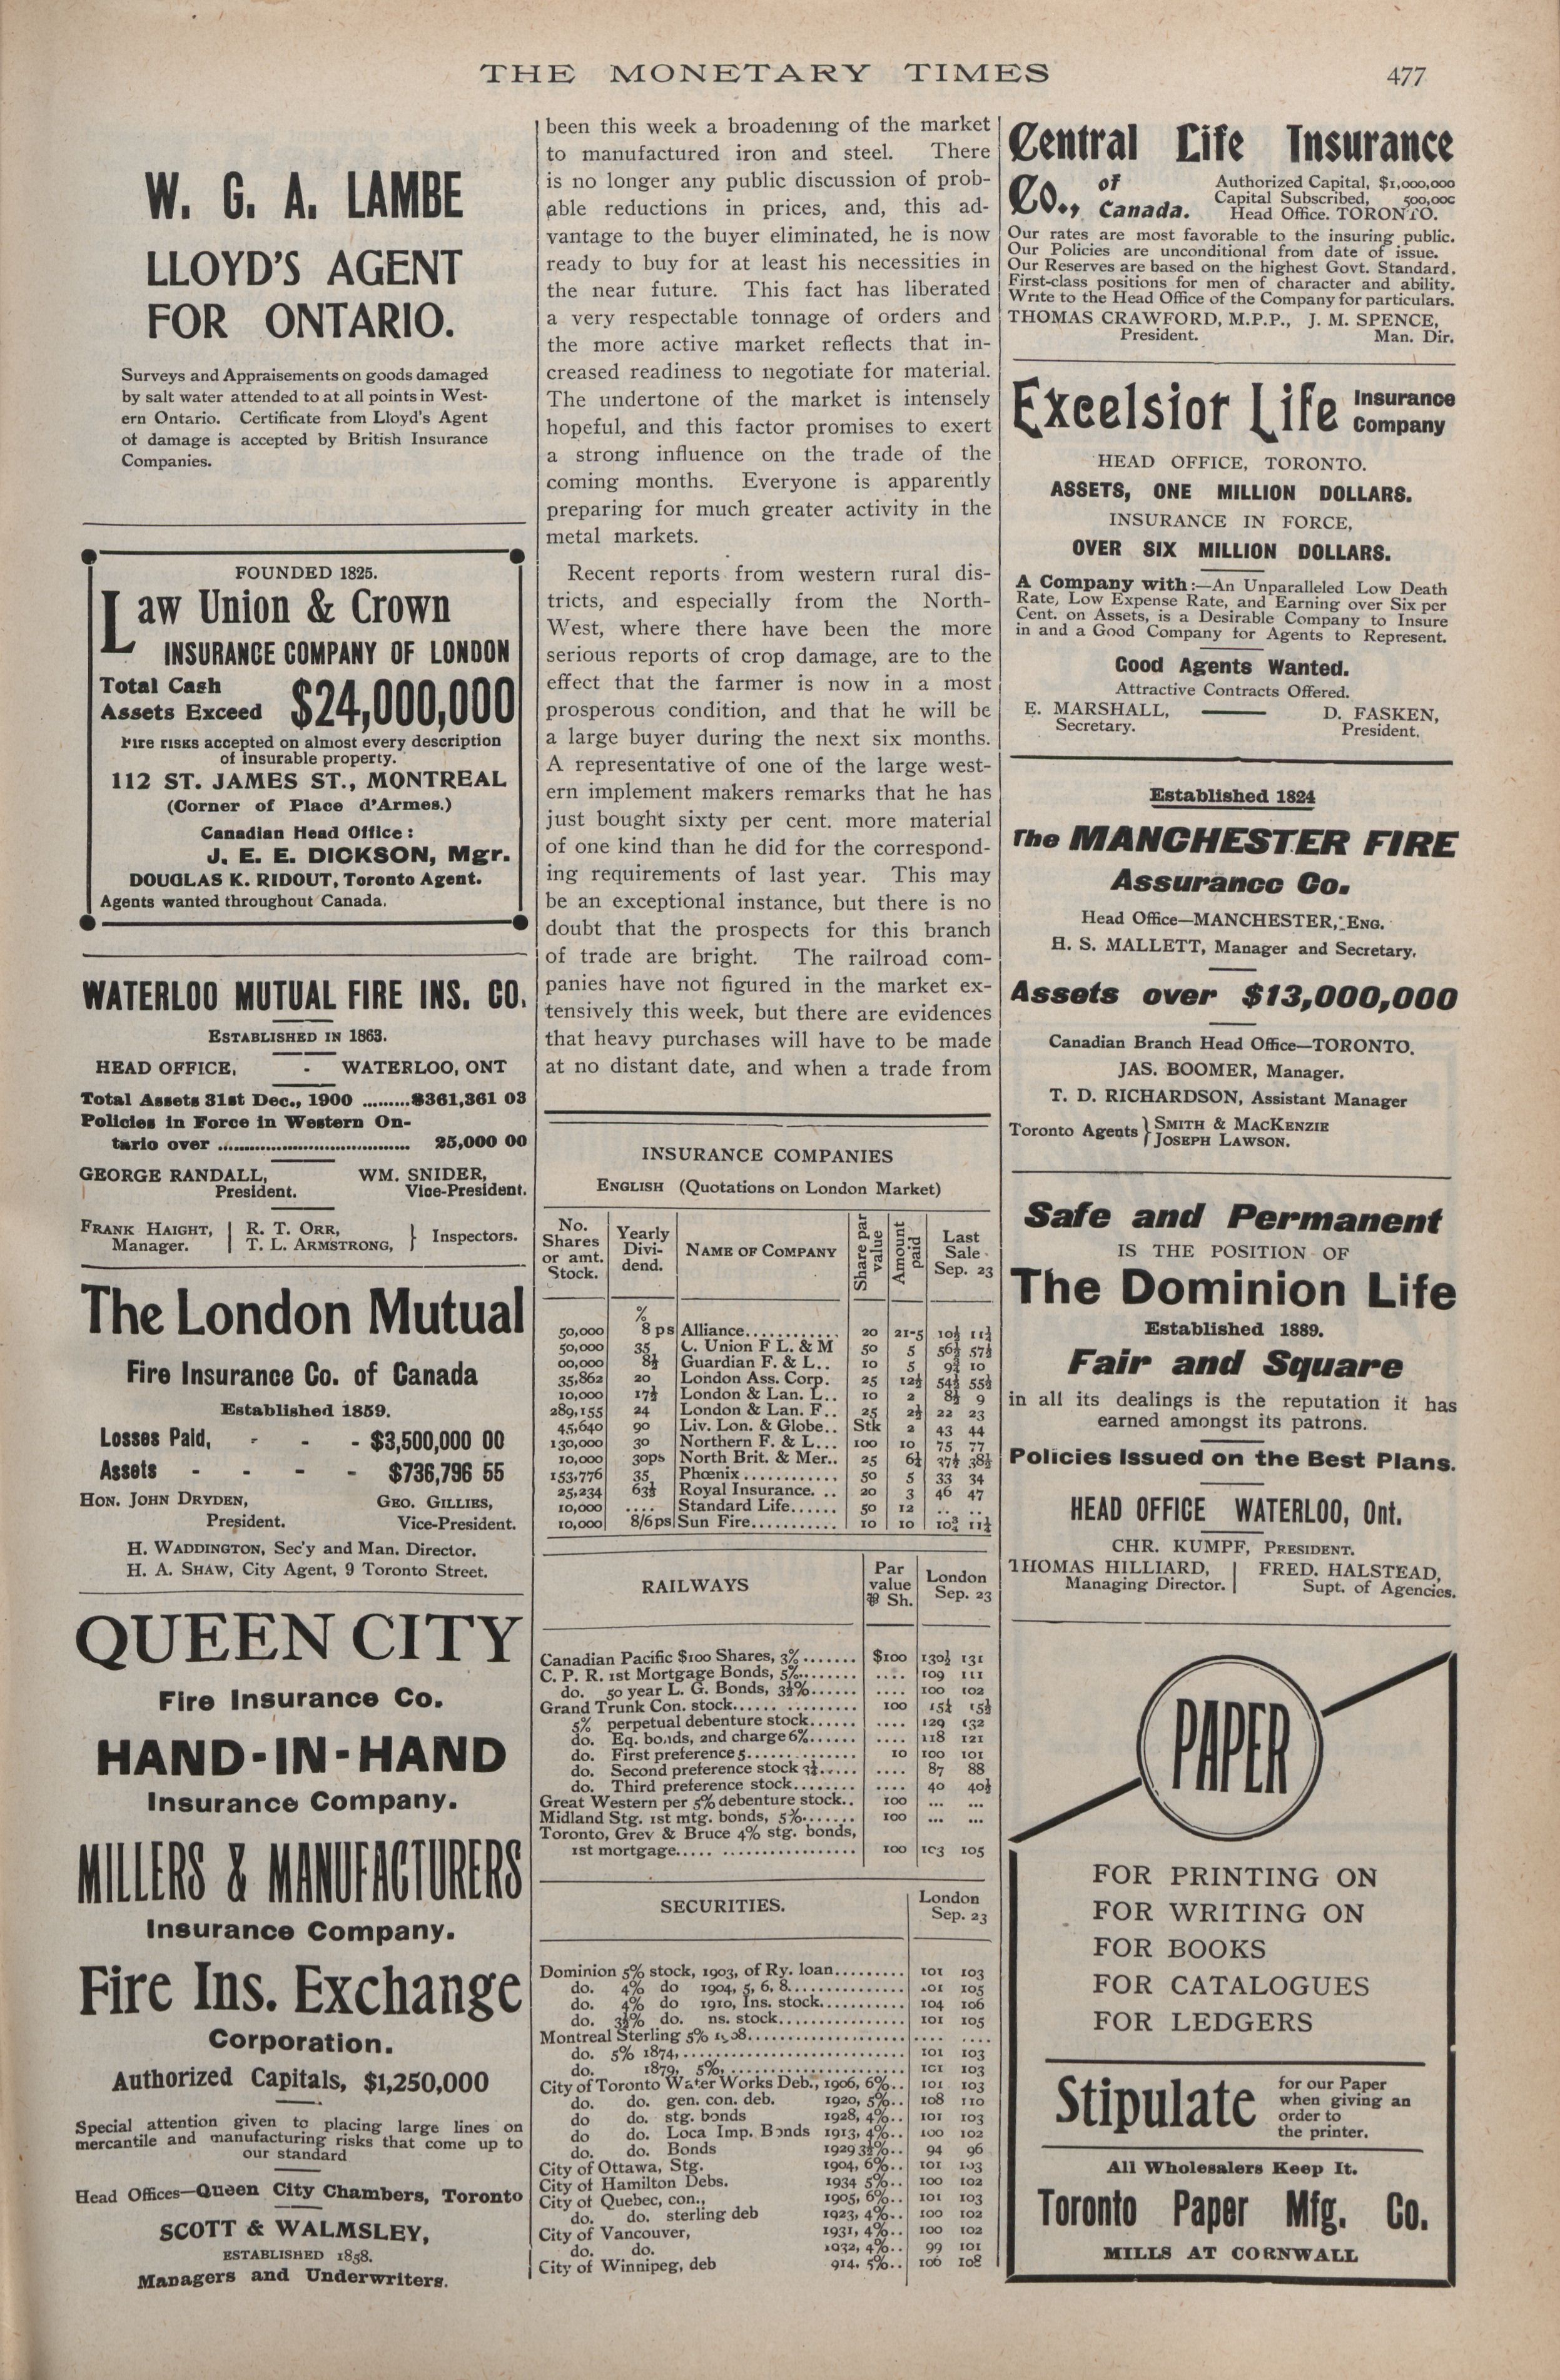 THE MONETARY TIMES 477
W. G. A. LAMBE
LLOYD'S AGENT
FOR ONTARIO.
Surveys and Appraisements on goods damaged
by salt water attended to at all points in West-
ern Ontario. Certificate from Lloyd's Agent
of damage is accepted by British Insurance
Companies.
FOUNDED 1825.
Law Union & Crown
INSURANCE COMPANY OF LONDON
Total Cash
Assets Exceed $24,000,000
Fire risks accepted on almost every description
of insurable property.
112 ST. JAMES ST., MONTREAL
(Corner of Place d'Armes.)
Canadian Head Office:
J. E. E. DICKSON, Mgr.
DOUGLAS K. RIDOUT, Toronto Agent.
Agents wanted throughout Canada.
WATERLOO MUTUAL FIRE INS. CO.
ESTABLISHED IN 1863.
HEAD OFFICE, - WATERLOO, ONT
Total Assets 31st Dec., 1900 .........$361,361 03
Policies in Force in Western On-
tario over .................................... 25,000 00
GEORGE RANDALL, WM. SNIDER,
President. Vice-President.
FRANK HAIGHT, | R. T. ORR, } Inspectors.
Manager. | T. L. ARMSTRONG,
The London Mutual
Fire Insurance Co. of Canada
Established 1859.
Losses Paid, - - - $3,500,000 00
Assets - - - - $736,796 55
HON. JOHN DRYDEN, GEO. GILLIES,
President. Vice-President.
H. WADDINGTON, Sec'y and Man. Director.
H. A. SHAW, City Agent, 9 Toronto Street.
QUEEN CITY
Fire Insurance Co.
HAND-IN-HAND
Insurance Company.
MILLERS & MANUFACTURERS
Insurance Company.
Fire Ins. Exchange
Corporation.
Authorized Capitals, $1,250,000
Special attention given to placing large lines on
mercantile and manufacturing risks that come up to
our standard
Head Offices—Queen City Chambers, Toronto
SCOTT & WALMSLEY,
ESTABLISHED 1858.
Managers and Underwriters.
been this week a broadening of the market
to manufactured iron and steel. There
is no longer any public discussion of prob-
able reductions in prices, and, this ad-
vantage to the buyer eliminated, he is now
ready to buy for at least his necessities in
the near future. This fact has liberated
a very respectable tonnage of orders and
the more active market reflects that in-
creased readiness to negotiate for material.
The undertone of the market is intensely
hopeful, and this factor promises to exert
a strong influence on the trade of the
coming months. Everyone is apparently
preparing for much greater activity in the
metal markets.
Recent reports from western rural dis-
tricts, and especially from the North-
West, where there have been the more
serious reports of crop damage, are to the
effect that the farmer is now in a most
prosperous condition, and that he will be
a large buyer during the next six months.
A representative of one of the large west-
ern implement makers remarks that he has
just bought sixty per cent. more material
of one kind than he did for the correspond-
ing requirements of last year. This may
be an exceptional instance, but there is no
doubt that the prospects for this branch
of trade are bright. The railroad com-
panies have not figured in the market ex-
tensively this week, but there are evidences
that heavy purchases will have to be made
at no distant date, and when a trade from
INSURANCE COMPANIES
ENGLISH (Quotations on London Market)
No. Shares or amt. Stock. | Yearly Divi-dend. | NAME OF COMPANY | Share par value | Amount paid | Last Sale Sep. 23
%
50,000 8 ps Alliance............ 20 21-5 10½ 11¼
50,000 35 C. Union F L. & M 50 5 56½ 57½
00,000 8½ Guardian F. & L.. 10 5 9¾ 10
35,862 20 London Ass. Corp. 25 12½ 54½ 55½
10,000 17½ London & Lan. L.. 10 2 8½ 9
289,155 24 London & Lan. F.. 25 2½ 22 23
45,640 90 Liv. Lon. & Globe.. Stk 2 43 44
130,000 30 Northern F. & L... 100 10 75 77
10,000 30ps North Brit. & Mer.. 25 6¼ 37½ 38½
153,776 35 Phœnix............ 50 5 33 34
25,234 63½ Royal Insurance. .. 20 3 46 47
10,000 .... Standard Life...... 50 12 .. ..
10,000 8/6ps Sun Fire........... 10 10 10¾ 11¼
RAILWAYS | Par value ⅌ Sh. | London Sep. 23
Canadian Pacific $100 Shares, 3%....... $100 130½ 131
C. P. R. 1st Mortgage Bonds, 5%........ .... 109 111
do. 50 year L. G. Bonds, 3½%...... .... 100 102
Grand Trunk Con. stock...... ......... 100 15¼ 15½
5% perpetual debenture stock...... .... 129 132
do. Eq. bonds, 2nd charge 6%...... .... 118 121
do. First preference 5.............. 10 100 101
do. Second preference stock 3¼..... .... 87 88
do. Third preference stock........ .... 40 40½
Great Western per 5% debenture stock.. 100 ... ...
Midland Stg. 1st mtg. bonds, 5%....... 100 ... ...
Toronto, Grey & Bruce 4% stg. bonds,
1st mortgage..... ................. 100 103 105
SECURITIES. | London Sep. 23
Dominion 5% stock, 1903, of Ry. loan......... 101 103
do. 4% do 1904, 5, 6, 8.............. 101 105
do. 4% do 1910, Ins. stock........... 104 106
do. 3½% do. ns. stock............... 101 105
Montreal Sterling 5% 1908..................... .... ....
do. 5% 1874,............................ 101 103
do. 1879, 5%,...................... 101 103
City of Toronto Water Works Deb., 1906, 6%.. 101 103
do. do. gen. con. deb. 1920, 5%.. 108 110
do do. stg. bonds 1928, 4%.. 101 103
do do. Loca Imp. Bonds 1913, 4%.. 100 102
do. do. Bonds 1929 3½%.. 94 96
City of Ottawa, Stg. 1904, 6%.. 101 103
City of Hamilton Debs. 1934 5%.. 100 102
City of Quebec, con., 1905, 6%.. 101 103
do. do. sterling deb 1923, 4%.. 100 102
City of Vancouver, 1931, 4%.. 100 102
do. do. 1932, 4%.. 99 101
City of Winnipeg, deb 914, 5%.. 106 108
Central Life Insurance
Co., of Canada.
Authorized Capital, $1,000,000
Capital Subscribed, 500,000
Head Office. TORONTO.
Our rates are most favorable to the insuring public.
Our Policies are unconditional from date of issue.
Our Reserves are based on the highest Govt. Standard.
First-class positions for men of character and ability.
Write to the Head Office of the Company for particulars.
THOMAS CRAWFORD, M.P.P., J. M. SPENCE,
President. Man. Dir.
Excelsior Life Insurance Company
HEAD OFFICE, TORONTO.
ASSETS, ONE MILLION DOLLARS.
INSURANCE IN FORCE,
OVER SIX MILLION DOLLARS.
A Company with:—An Unparalleled Low Death
Rate, Low Expense Rate, and Earning over Six per
Cent. on Assets, is a Desirable Company to Insure
in and a Good Company for Agents to Represent.
Good Agents Wanted.
Attractive Contracts Offered.
E. MARSHALL, D. FASKEN,
Secretary. President.
Established 1824
The MANCHESTER FIRE
Assurance Co.
Head Office—MANCHESTER, ENG.
H. S. MALLETT, Manager and Secretary.
Assets over $13,000,000
Canadian Branch Head Office—TORONTO.
JAS. BOOMER, Manager.
T. D. RICHARDSON, Assistant Manager
Toronto Agents } SMITH & MACKENZIE
JOSEPH LAWSON.
Safe and Permanent
IS THE POSITION OF
The Dominion Life
Established 1889.
Fair and Square
in all its dealings is the reputation it has
earned amongst its patrons.
Policies Issued on the Best Plans.
HEAD OFFICE WATERLOO, Ont.
CHR. KUMPF, PRESIDENT.
THOMAS HILLIARD, | FRED. HALSTEAD,
Managing Director. | Supt. of Agencies.
PAPER
FOR PRINTING ON
FOR WRITING ON
FOR BOOKS
FOR CATALOGUES
FOR LEDGERS
Stipulate for our Paper
when giving an
order to
the printer.
All Wholesalers Keep It.
Toronto Paper Mfg. Co.
MILLS AT CORNWALL